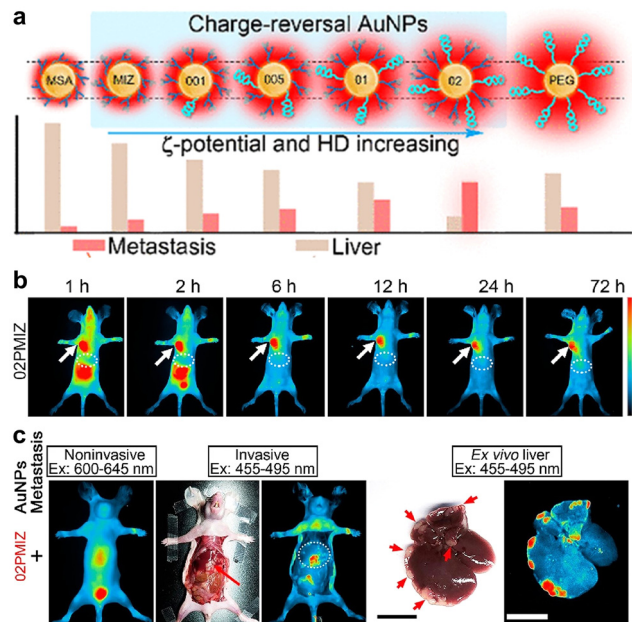 a
Charge-reversal AuNPs
MSA MIZ 001 005 01 02 PEG
ζ-potential and HD increasing
Metastasis Liver
b
1 h 2 h 6 h 12 h 24 h 72 h
02PMIZ
c
AuNPs Metastasis
02PMIZ +
Noninvasive
Ex: 600-645 nm
Invasive
Ex: 455-495 nm
Ex vivo liver
Ex: 455-495 nm